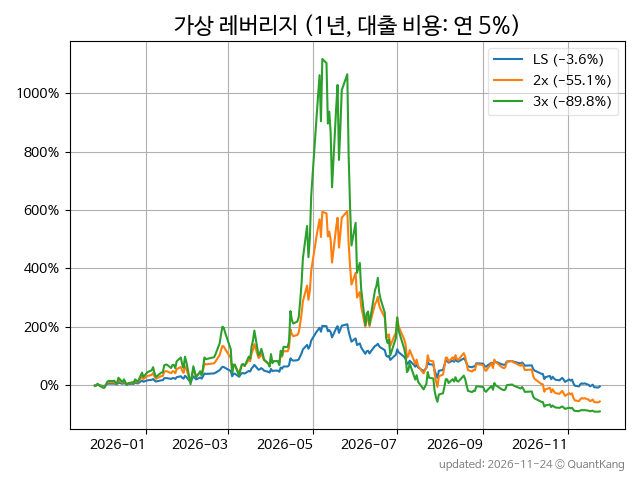 가상 레버리지 (1년, 대출 비용: 연 5%)
LS (−3.6%)
2x (−55.1%)
3x (−89.8%)
1000%
800%
600%
400%
200%
0%
2026-01 2026-03 2026-05 2026-07 2026-09 2026-11
updated: 2026-11-24 © QuantKang